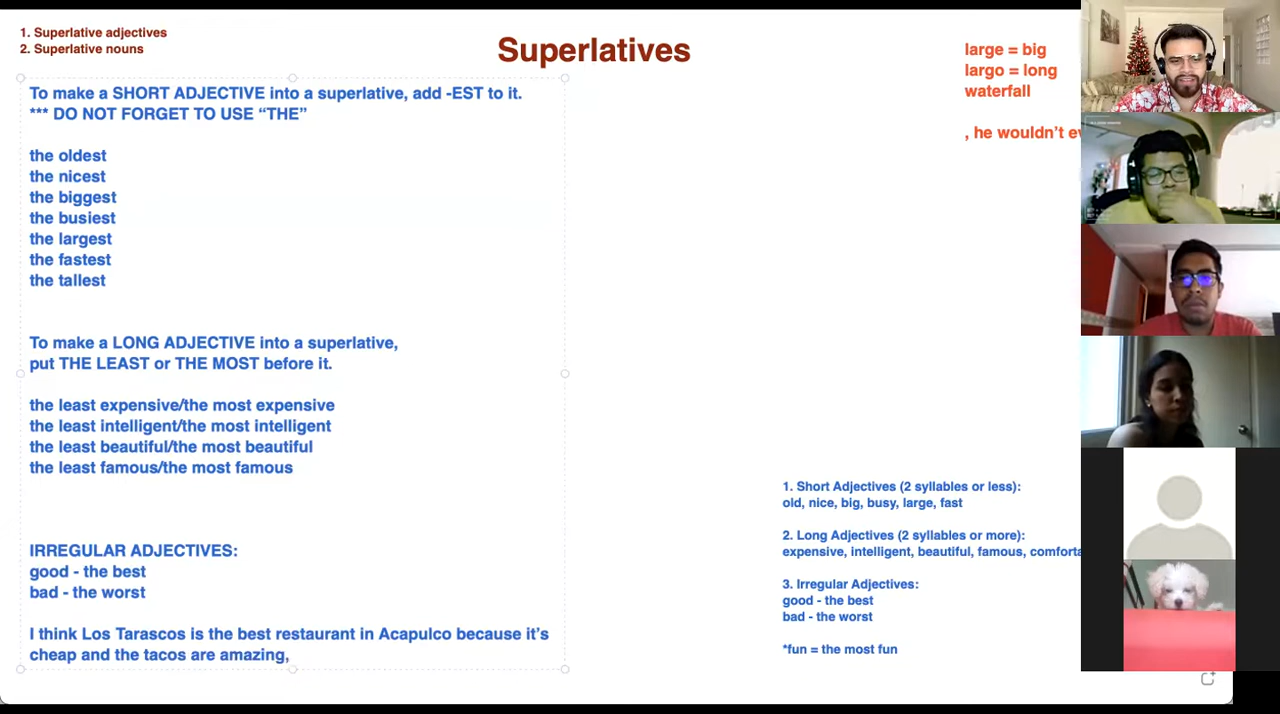 1. Superlative adjectives
2. Superlative nouns
Superlatives
large = big
largo = long
waterfall
, he wouldn't
To make a SHORT ADJECTIVE into a superlative, add -EST to it.
*** DO NOT FORGET TO USE “THE”
the oldest
the nicest
the biggest
the busiest
the largest
the fastest
the tallest
To make a LONG ADJECTIVE into a superlative,
put THE LEAST or THE MOST before it.
the least expensive/the most expensive
the least intelligent/the most intelligent
the least beautiful/the most beautiful
the least famous/the most famous
IRREGULAR ADJECTIVES:
good - the best
bad - the worst
I think Los Tarascos is the best restaurant in Acapulco because it’s
cheap and the tacos are amazing,
1. Short Adjectives (2 syllables or less):
old, nice, big, busy, large, fast
2. Long Adjectives (2 syllables or more):
expensive, intelligent, beautiful, famous,
3. Irregular Adjectives:
good - the best
bad - the worst
*fun = the most fun